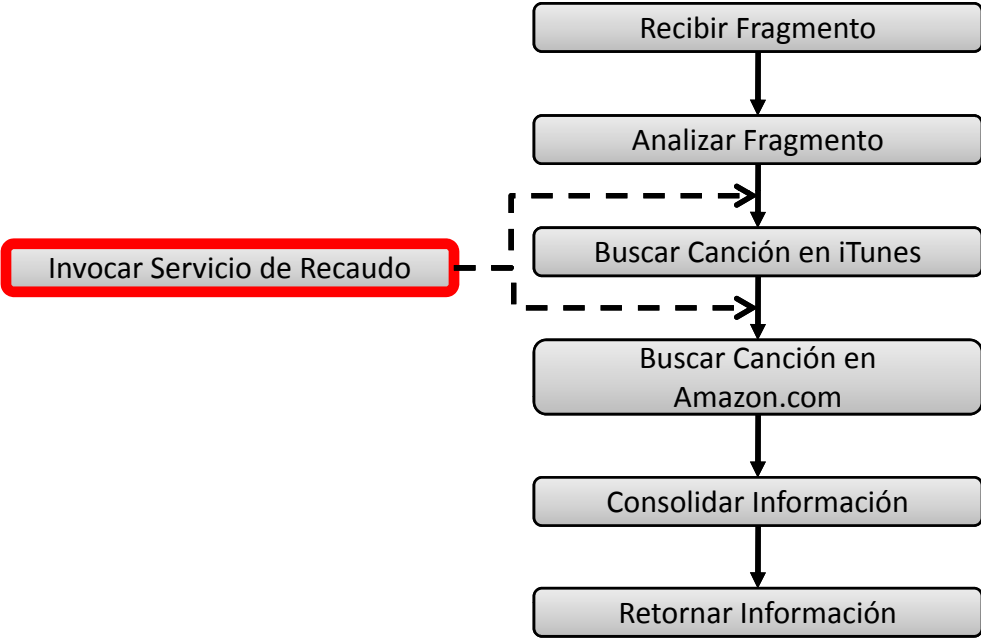 Recibir Fragmento
Analizar Fragmento
Invocar Servicio de Recaudo
Buscar Canción en iTunes
Buscar Canción en
Amazon.com
Consolidar Información
Retornar Información